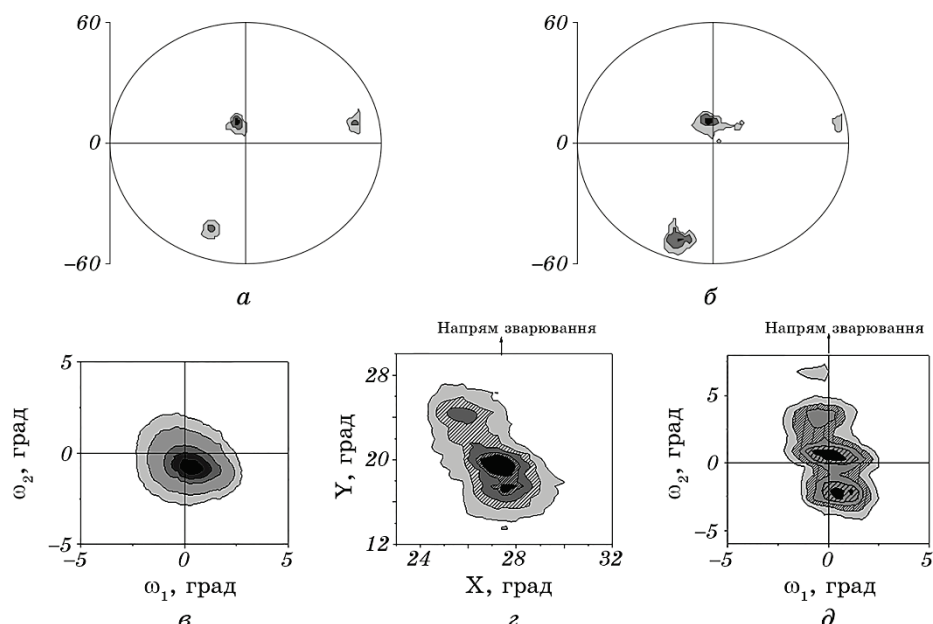 60
0
−60
а
60
0
−60
б
5
0
−5
−5 0 5
ω₂, град
ω₁, град
в
Напрям зварювання
28
20
12
24 28 32
Y, град
X, град
г
Напрям зварювання
5
0
−5
−5 0 5
ω₂, град
ω₁, град
д